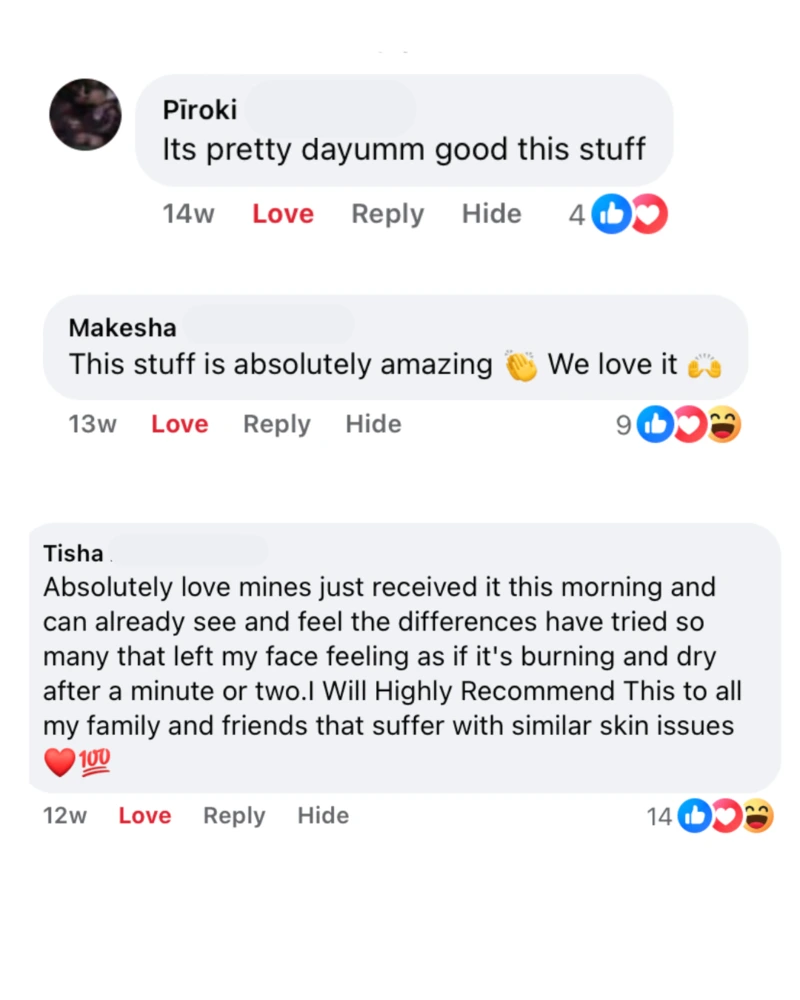 Pīroki
Its pretty dayumm good this stuff
14w Love Reply Hide 4
Makesha
This stuff is absolutely amazing 👏 We love it 🙌
13w Love Reply Hide 9
Tisha
Absolutely love mines just received it this morning and
can already see and feel the differences have tried so
many that left my face feeling as if it's burning and dry
after a minute or two.I Will Highly Recommend This to all
my family and friends that suffer with similar skin issues
❤️💯
12w Love Reply Hide 14